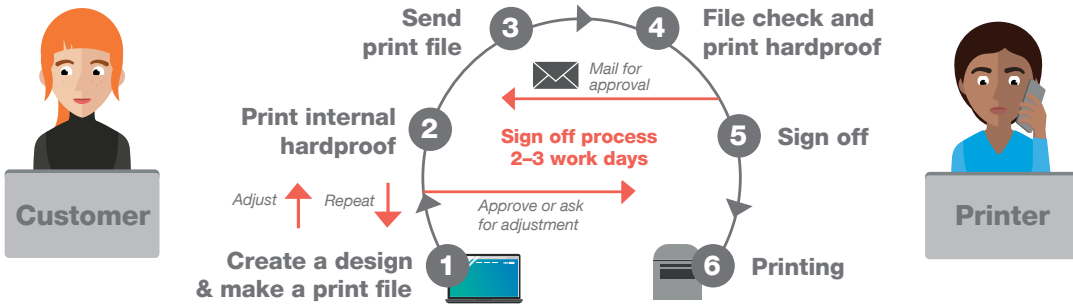 3
Send
print file
4
File check and
print hardproof
Mail for
approval
Print internal
hardproof
2
Sign off process
2–3 work days
5
Sign off
Adjust
Repeat
Approve or ask
for adjustment
Customer
Printer
Create a design
& make a print file
1
6
Printing